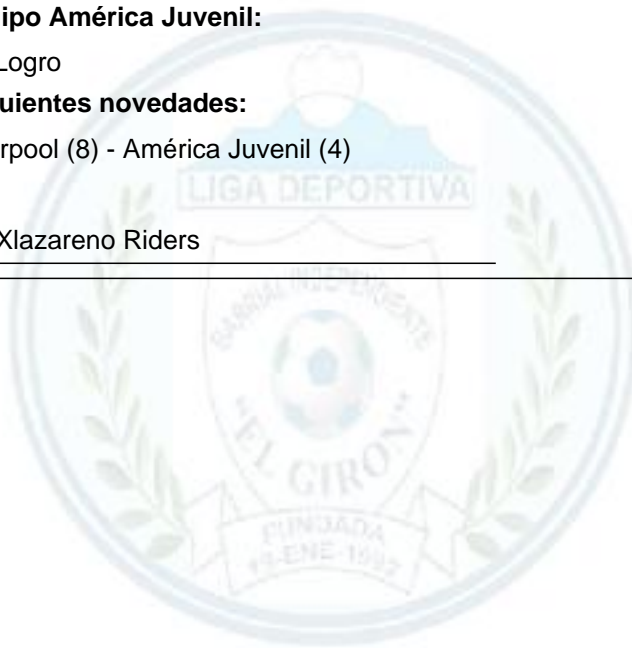 ipo América Juvenil:
Logro
uientes novedades:
rpool (8) - América Juvenil (4)
LIGA DEPORTIVA
Xlazareno Riders
BARRIAL INDEPENDIENTE
"EL GIRON"
FUNDADA